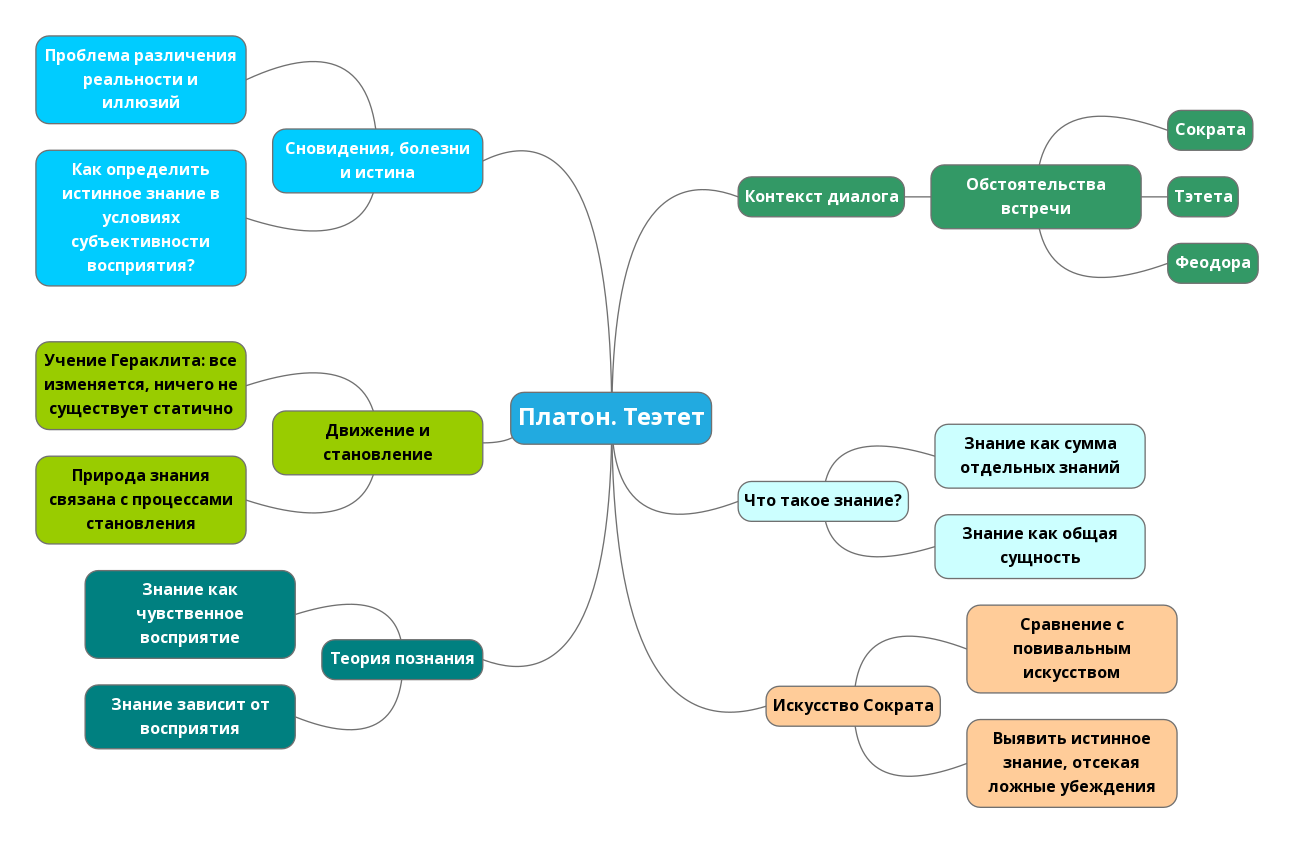 Платон. Теэтет
Контекст диалога
Обстоятельства
встречи
Сократа
Тэтета
Феодора
Что такое знание?
Знание как сумма
отдельных знаний
Знание как общая
сущность
Искусство Сократа
Сравнение с
повивальным
искусством
Выявить истинное
знание, отсекая
ложные убеждения
Сновидения, болезни
и истина
Проблема различения
реальности и
иллюзий
Как определить
истинное знание в
условиях
субъективности
восприятия?
Движение и
становление
Учение Гераклита: все
изменяется, ничего не
существует статично
Природа знания
связана с процессами
становления
Теория познания
Знание как
чувственное
восприятие
Знание зависит от
восприятия